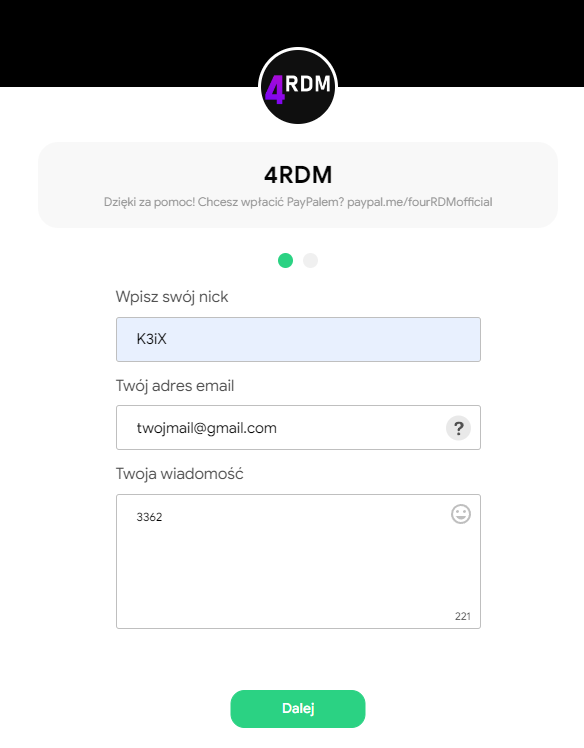 4RDM
4RDM
Dzięki za pomoc! Chcesz wpłacić PayPalem? paypal.me/fourRDMofficial
Wpisz swój nick
K3iX
Twój adres email
twojmail@gmail.com
?
Twoja wiadomość
3362
221
Dalej